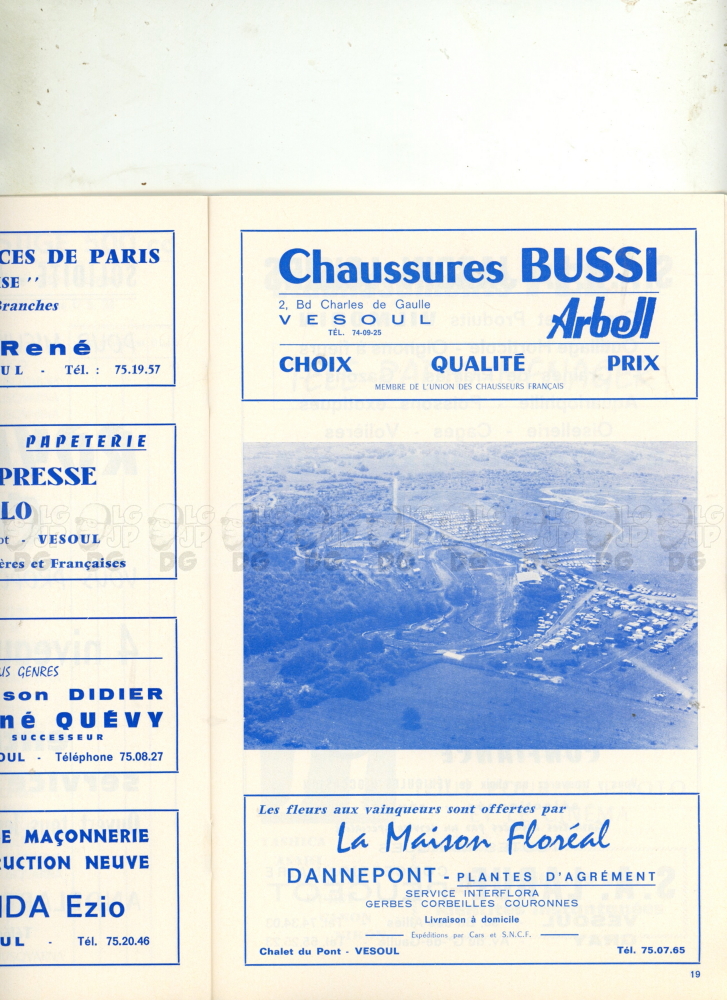 CES DE PARIS
ISE ''
Branches
René
UL - Tél. : 75.19.57
PAPETERIE
PRESSE
LO
ot - VESOUL
ères et Françaises
US GENRES
son DIDIER
né QUÉVY
SUCCESSEUR
OUL - Téléphone 75.08.27
E MAÇONNERIE
UCTION NEUVE
IDA Ezio
UL - Tél. 75.20.46
Chaussures BUSSI
2, Bd Charles de Gaulle
VESOUL
TÉL. 74-09-25
Arbell
CHOIX QUALITÉ PRIX
MEMBRE DE L'UNION DES CHAUSSEURS FRANÇAIS
LG JP DG
Les fleurs aux vainqueurs sont offertes par
La Maison Floréal
DANNEPONT - PLANTES D'AGRÉMENT
SERVICE INTERFLORA
GERBES CORBEILLES COURONNES
Livraison à domicile
Expéditions par Cars et S.N.C.F.
Chalet du Pont - VESOUL Tél. 75.07.65
19